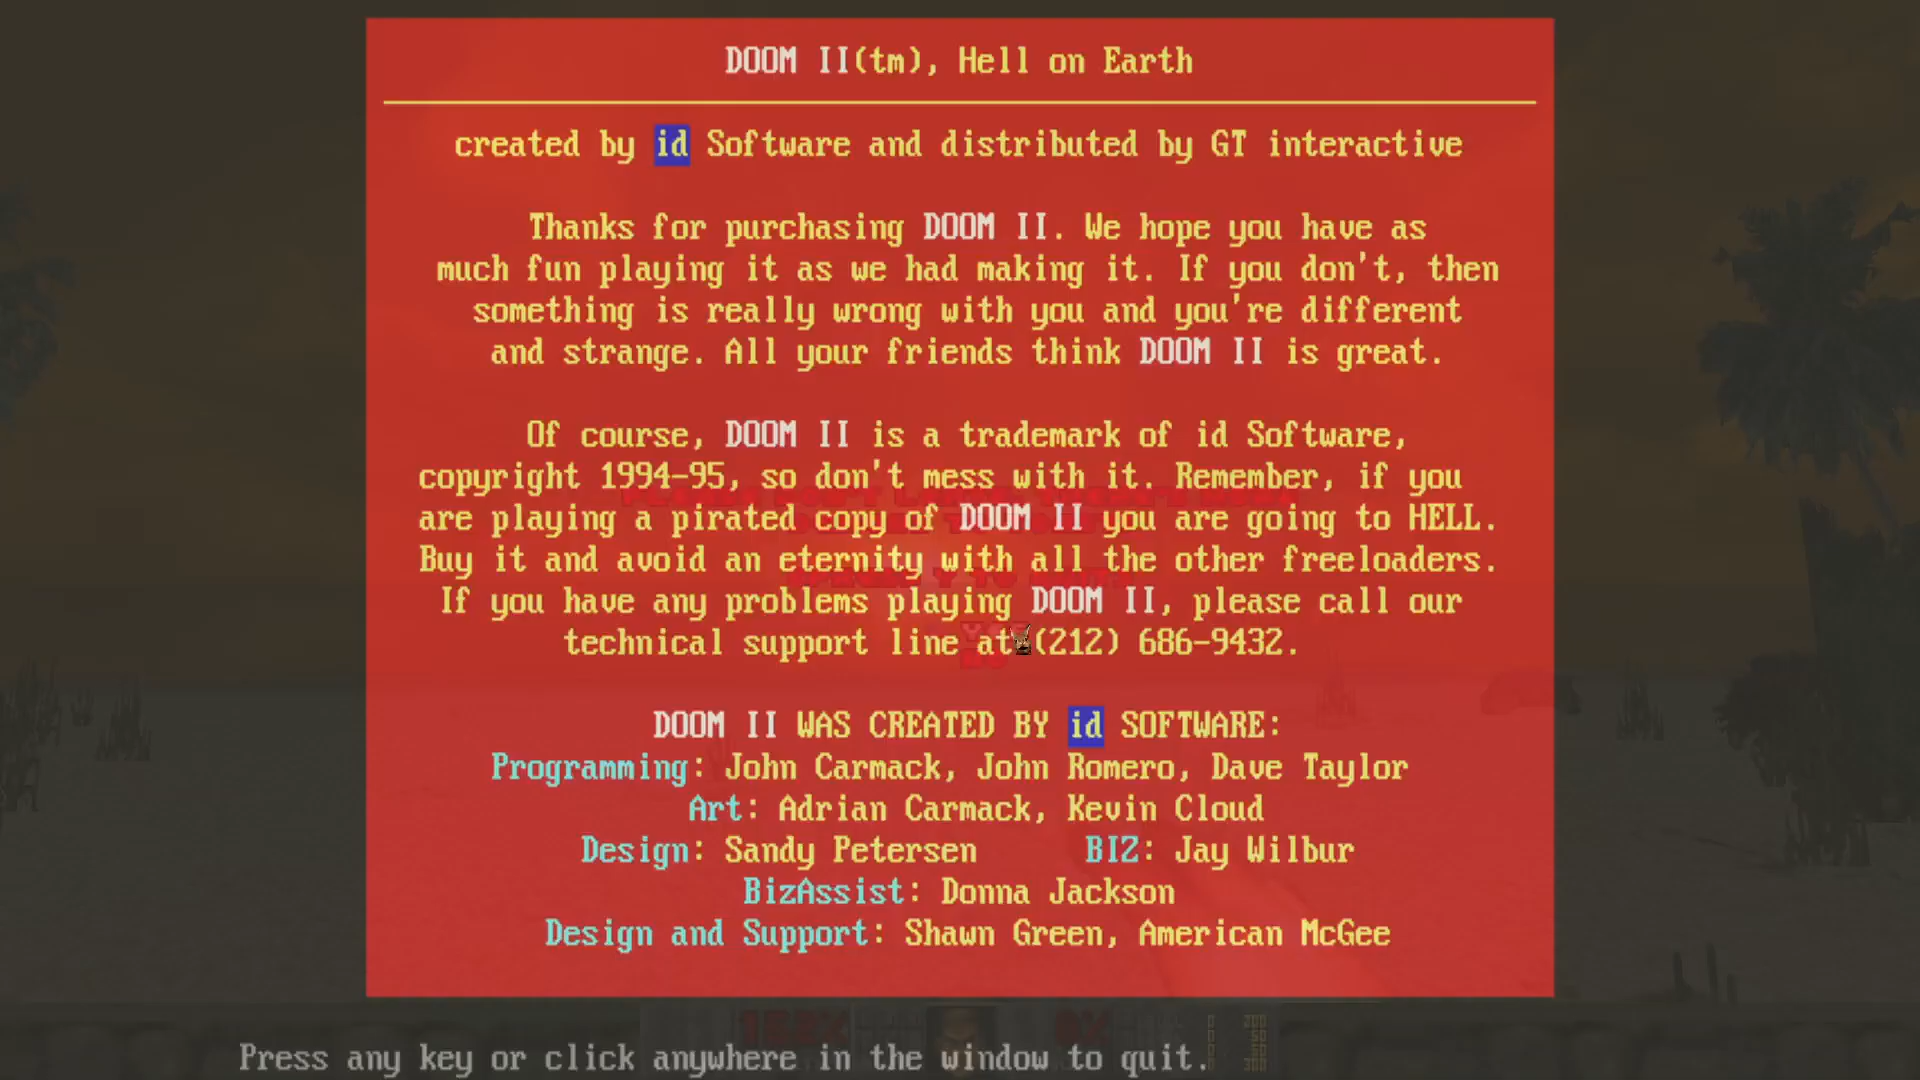 DOOM II(tm), Hell on Earth
created by id Software and distributed by GT interactive
Thanks for purchasing DOOM II. We hope you have as
much fun playing it as we had making it. If you don't, then
something is really wrong with you and you're different
and strange. All your friends think DOOM II is great.
Of course, DOOM II is a trademark of id Software,
copyright 1994-95, so don't mess with it. Remember, if you
are playing a pirated copy of DOOM II you are going to HELL.
Buy it and avoid an eternity with all the other freeloaders.
If you have any problems playing DOOM II, please call our
technical support line at (212) 686-9432.
DOOM II WAS CREATED BY id SOFTWARE:
Programming: John Carmack, John Romero, Dave Taylor
Art: Adrian Carmack, Kevin Cloud
Design: Sandy Petersen BIZ: Jay Wilbur
BizAssist: Donna Jackson
Design and Support: Shawn Green, American McGee
Press any key or click anywhere in the window to quit.